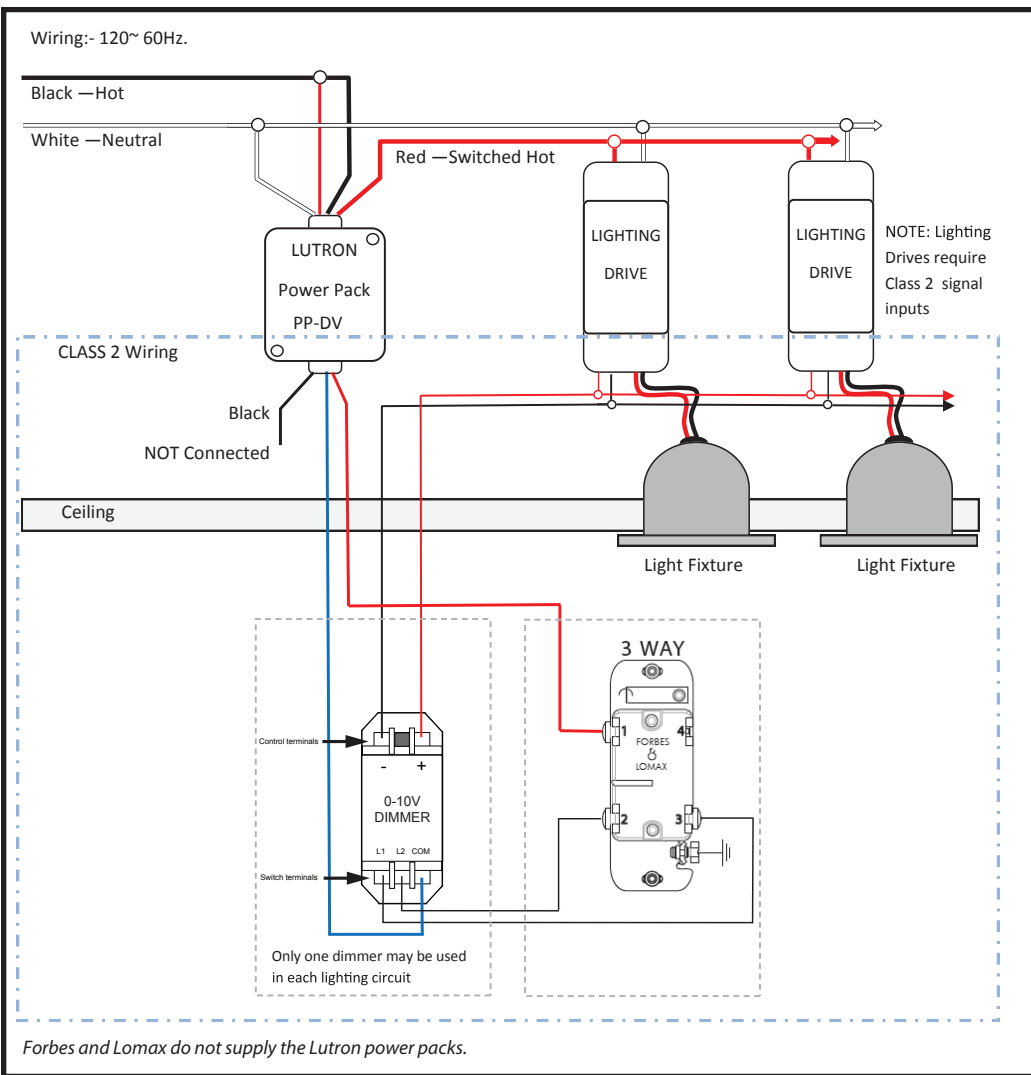 Wiring:- 120~ 60Hz.
Black —Hot
White —Neutral
Red —Switched Hot
LUTRON
Power Pack
PP-DV
LIGHTING
DRIVE
LIGHTING
DRIVE
NOTE: Lighting
Drives require
Class 2 signal
inputs
CLASS 2 Wiring
Black
NOT Connected
Ceiling
Light Fixture
Light Fixture
3 WAY
1
4
FORBES
&
LOMAX
2
3
Control terminals
- +
0-10V
DIMMER
L1 L2 COM
Switch terminals
Only one dimmer may be used
in each lighting circuit
Forbes and Lomax do not supply the Lutron power packs.